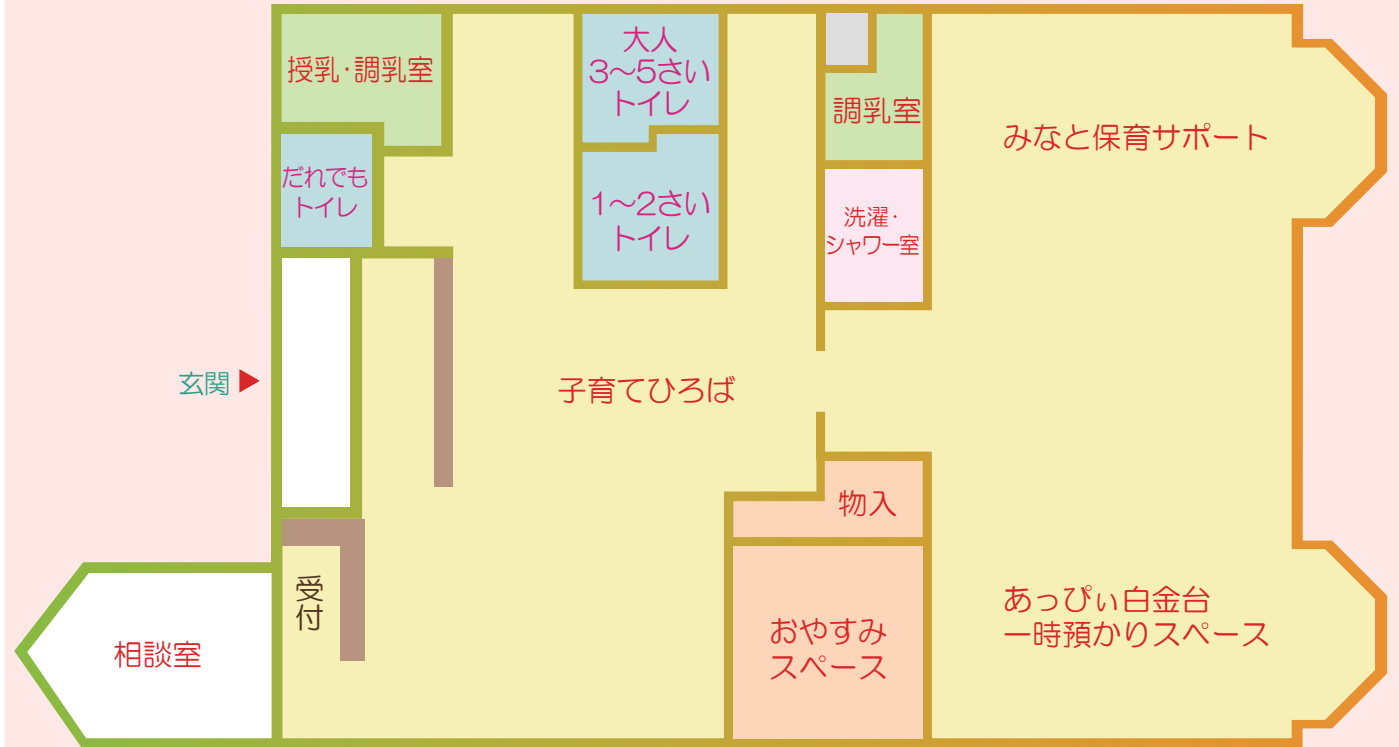 授乳・調乳室
大人
3〜5さい
トイレ
調乳室
みなと保育サポート
だれでも
トイレ
1〜2さい
トイレ
洗濯・
シャワー室
玄関
子育てひろば
物入
受付
相談室
おやすみ
スペース
あっぴぃ白金台
一時預かりスペース